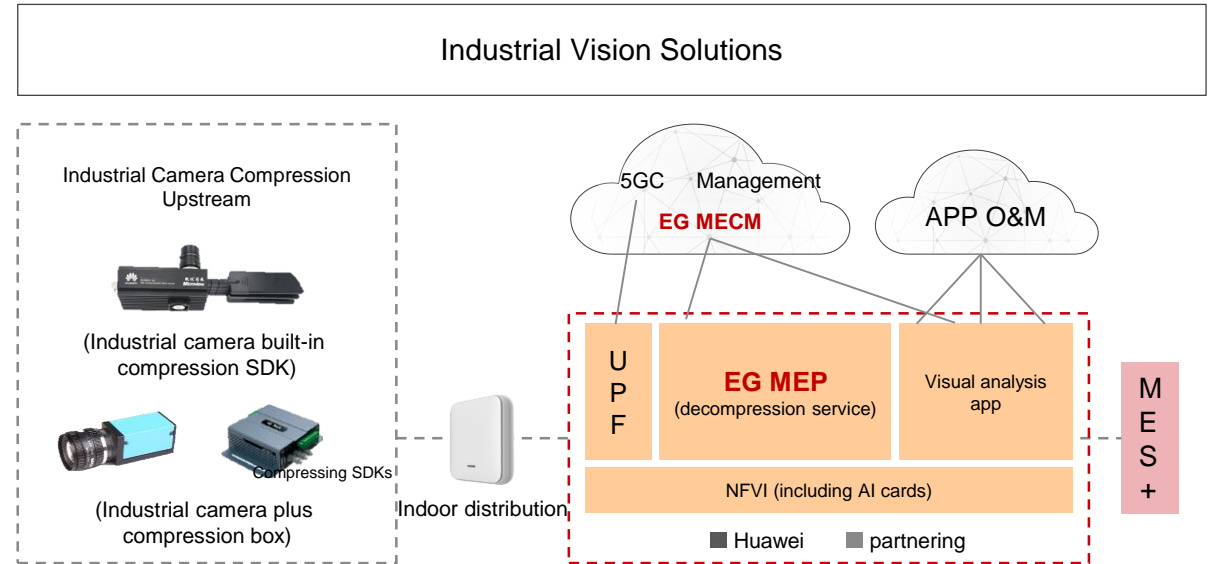 Industrial Vision Solutions
Industrial Camera Compression
Upstream
(Industrial camera built-in
compression SDK)
Compressing SDKs
(Industrial camera plus
compression box)
Indoor distribution
5GC
Management
EG MECM
APP O&M
U
P
F
EG MEP
(decompression service)
Visual analysis
app
NFVI (including AI cards)
Huawei
partnering
M
E
S
+